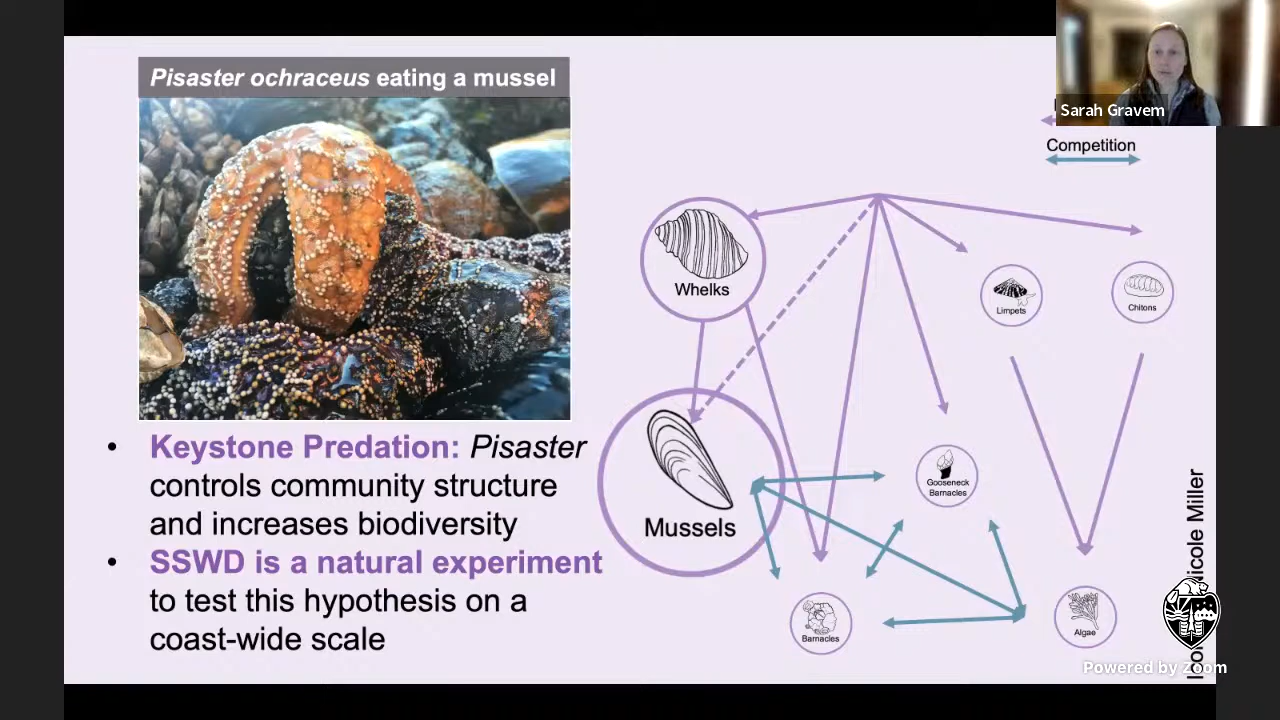 Pisaster ochraceus eating a mussel
Sarah Gravem
Competition
Whelks
Limpets
Chitons
Mussels
Gooseneck
Barnacles
Barnacles
Algae
• Keystone Predation: Pisaster
controls community structure
and increases biodiversity
• SSWD is a natural experiment
to test this hypothesis on a
coast-wide scale
Miller
Powered by Zoom